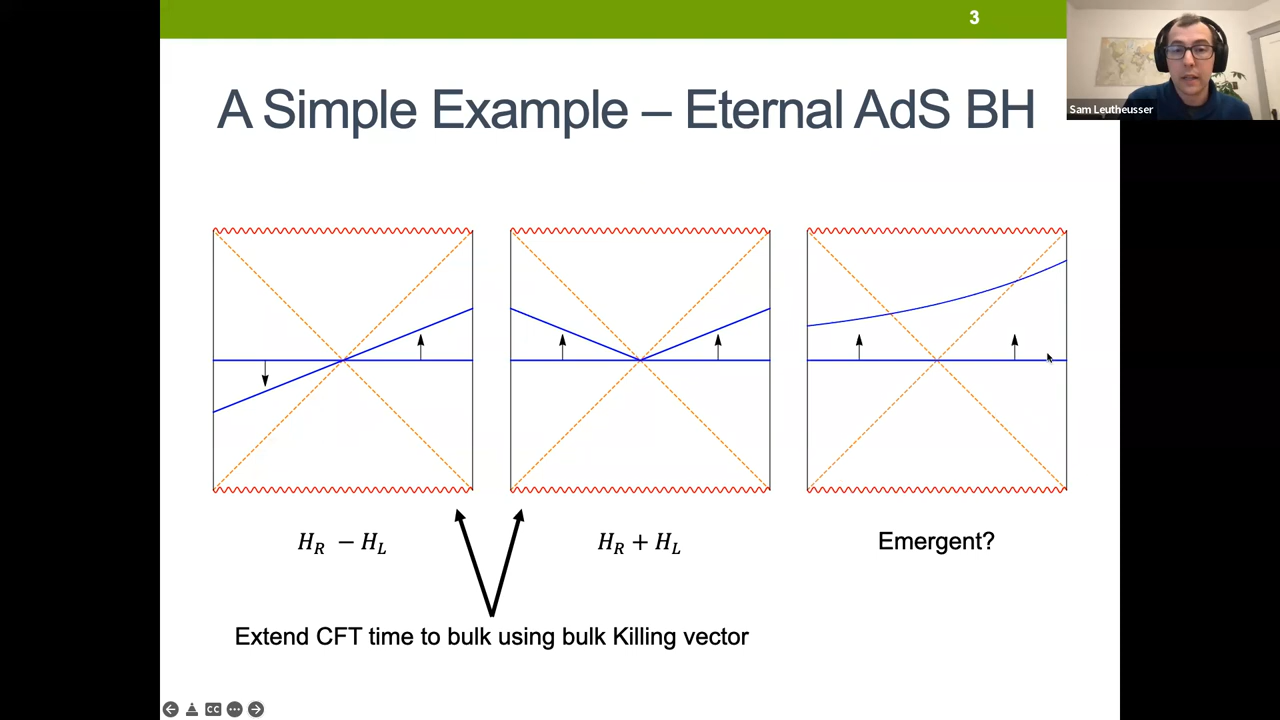 3
Sam Leutheusser
A Simple Example – Eternal AdS BH
H_R − H_L
H_R + H_L
Emergent?
Extend CFT time to bulk using bulk Killing vector
CC